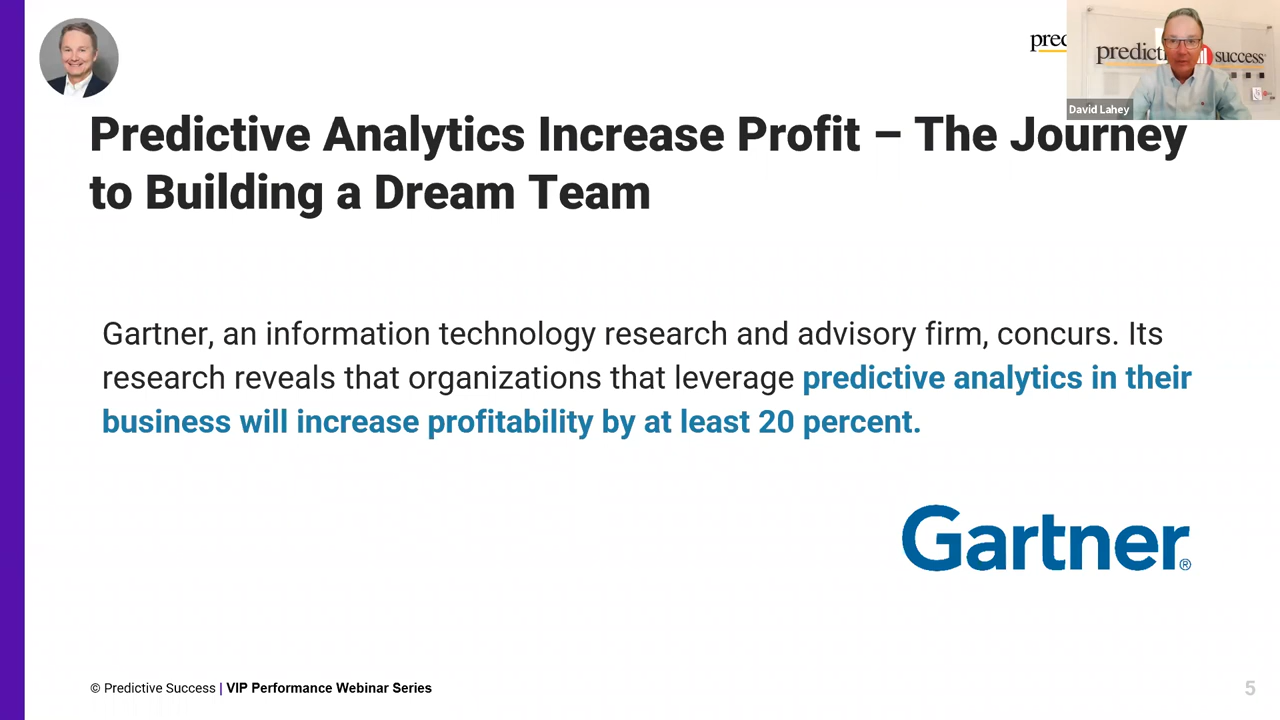 prec
predict success
David Lahey
Predictive Analytics Increase Profit – The Journey
to Building a Dream Team
Gartner, an information technology research and advisory firm, concurs. Its
research reveals that organizations that leverage predictive analytics in their
business will increase profitability by at least 20 percent.
Gartner®
© Predictive Success | VIP Performance Webinar Series
5